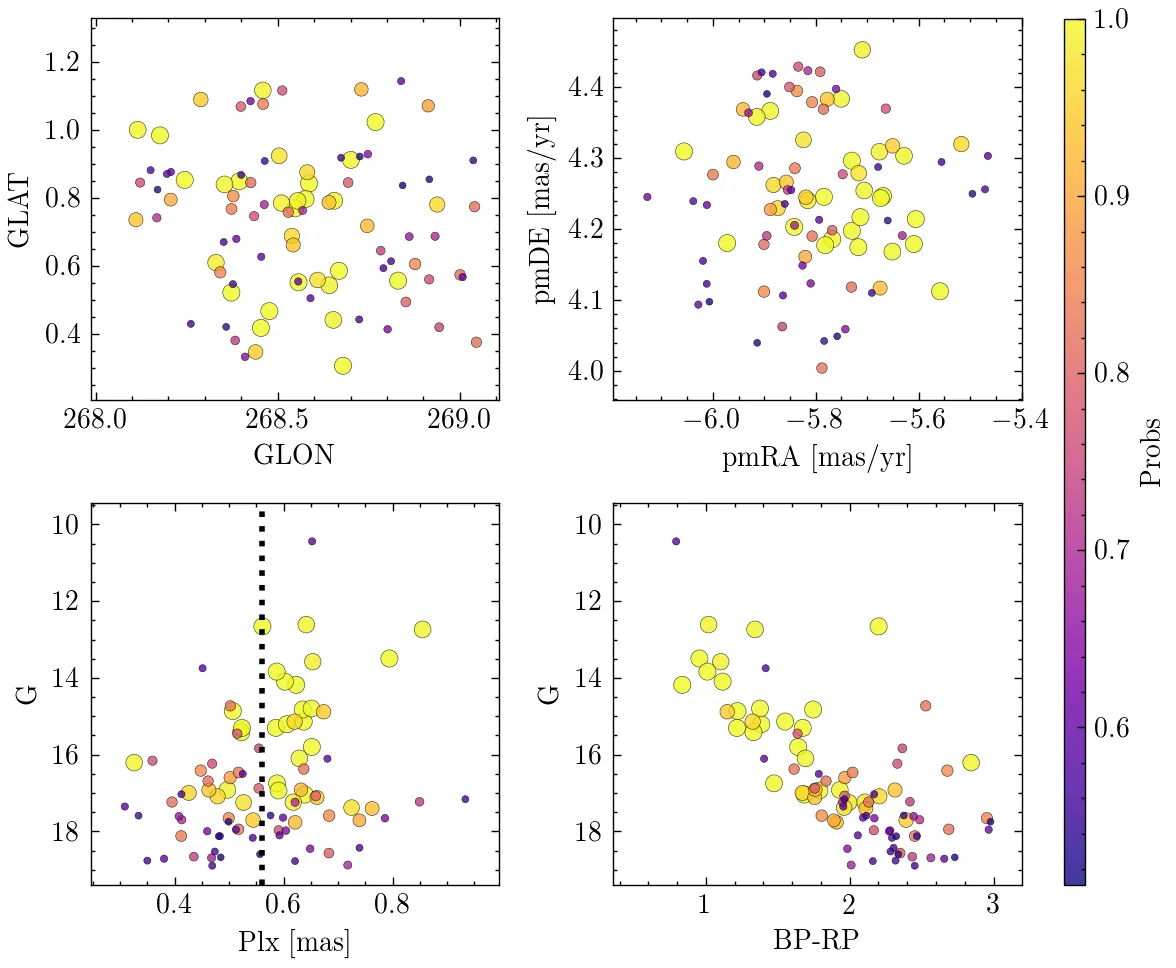 1.2
1.0
0.8
0.6
0.4
GLAT
268.0 268.5 269.0
GLON
4.4
4.3
4.2
4.1
4.0
pmDE [mas/yr]
−6.0 −5.8 −5.6 −5.4
pmRA [mas/yr]
10
12
14
16
18
G
0.4 0.6 0.8
Plx [mas]
10
12
14
16
18
G
1 2 3
BP-RP
1.0
0.9
0.8
0.7
0.6
Probs